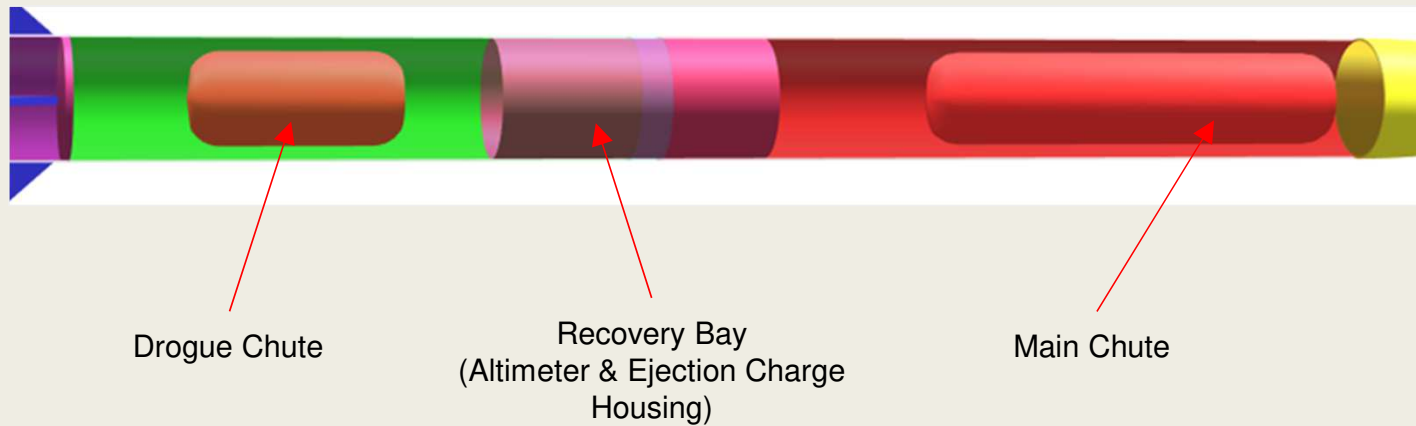 Drogue Chute
Recovery Bay
(Altimeter & Ejection Charge
Housing)
Main Chute